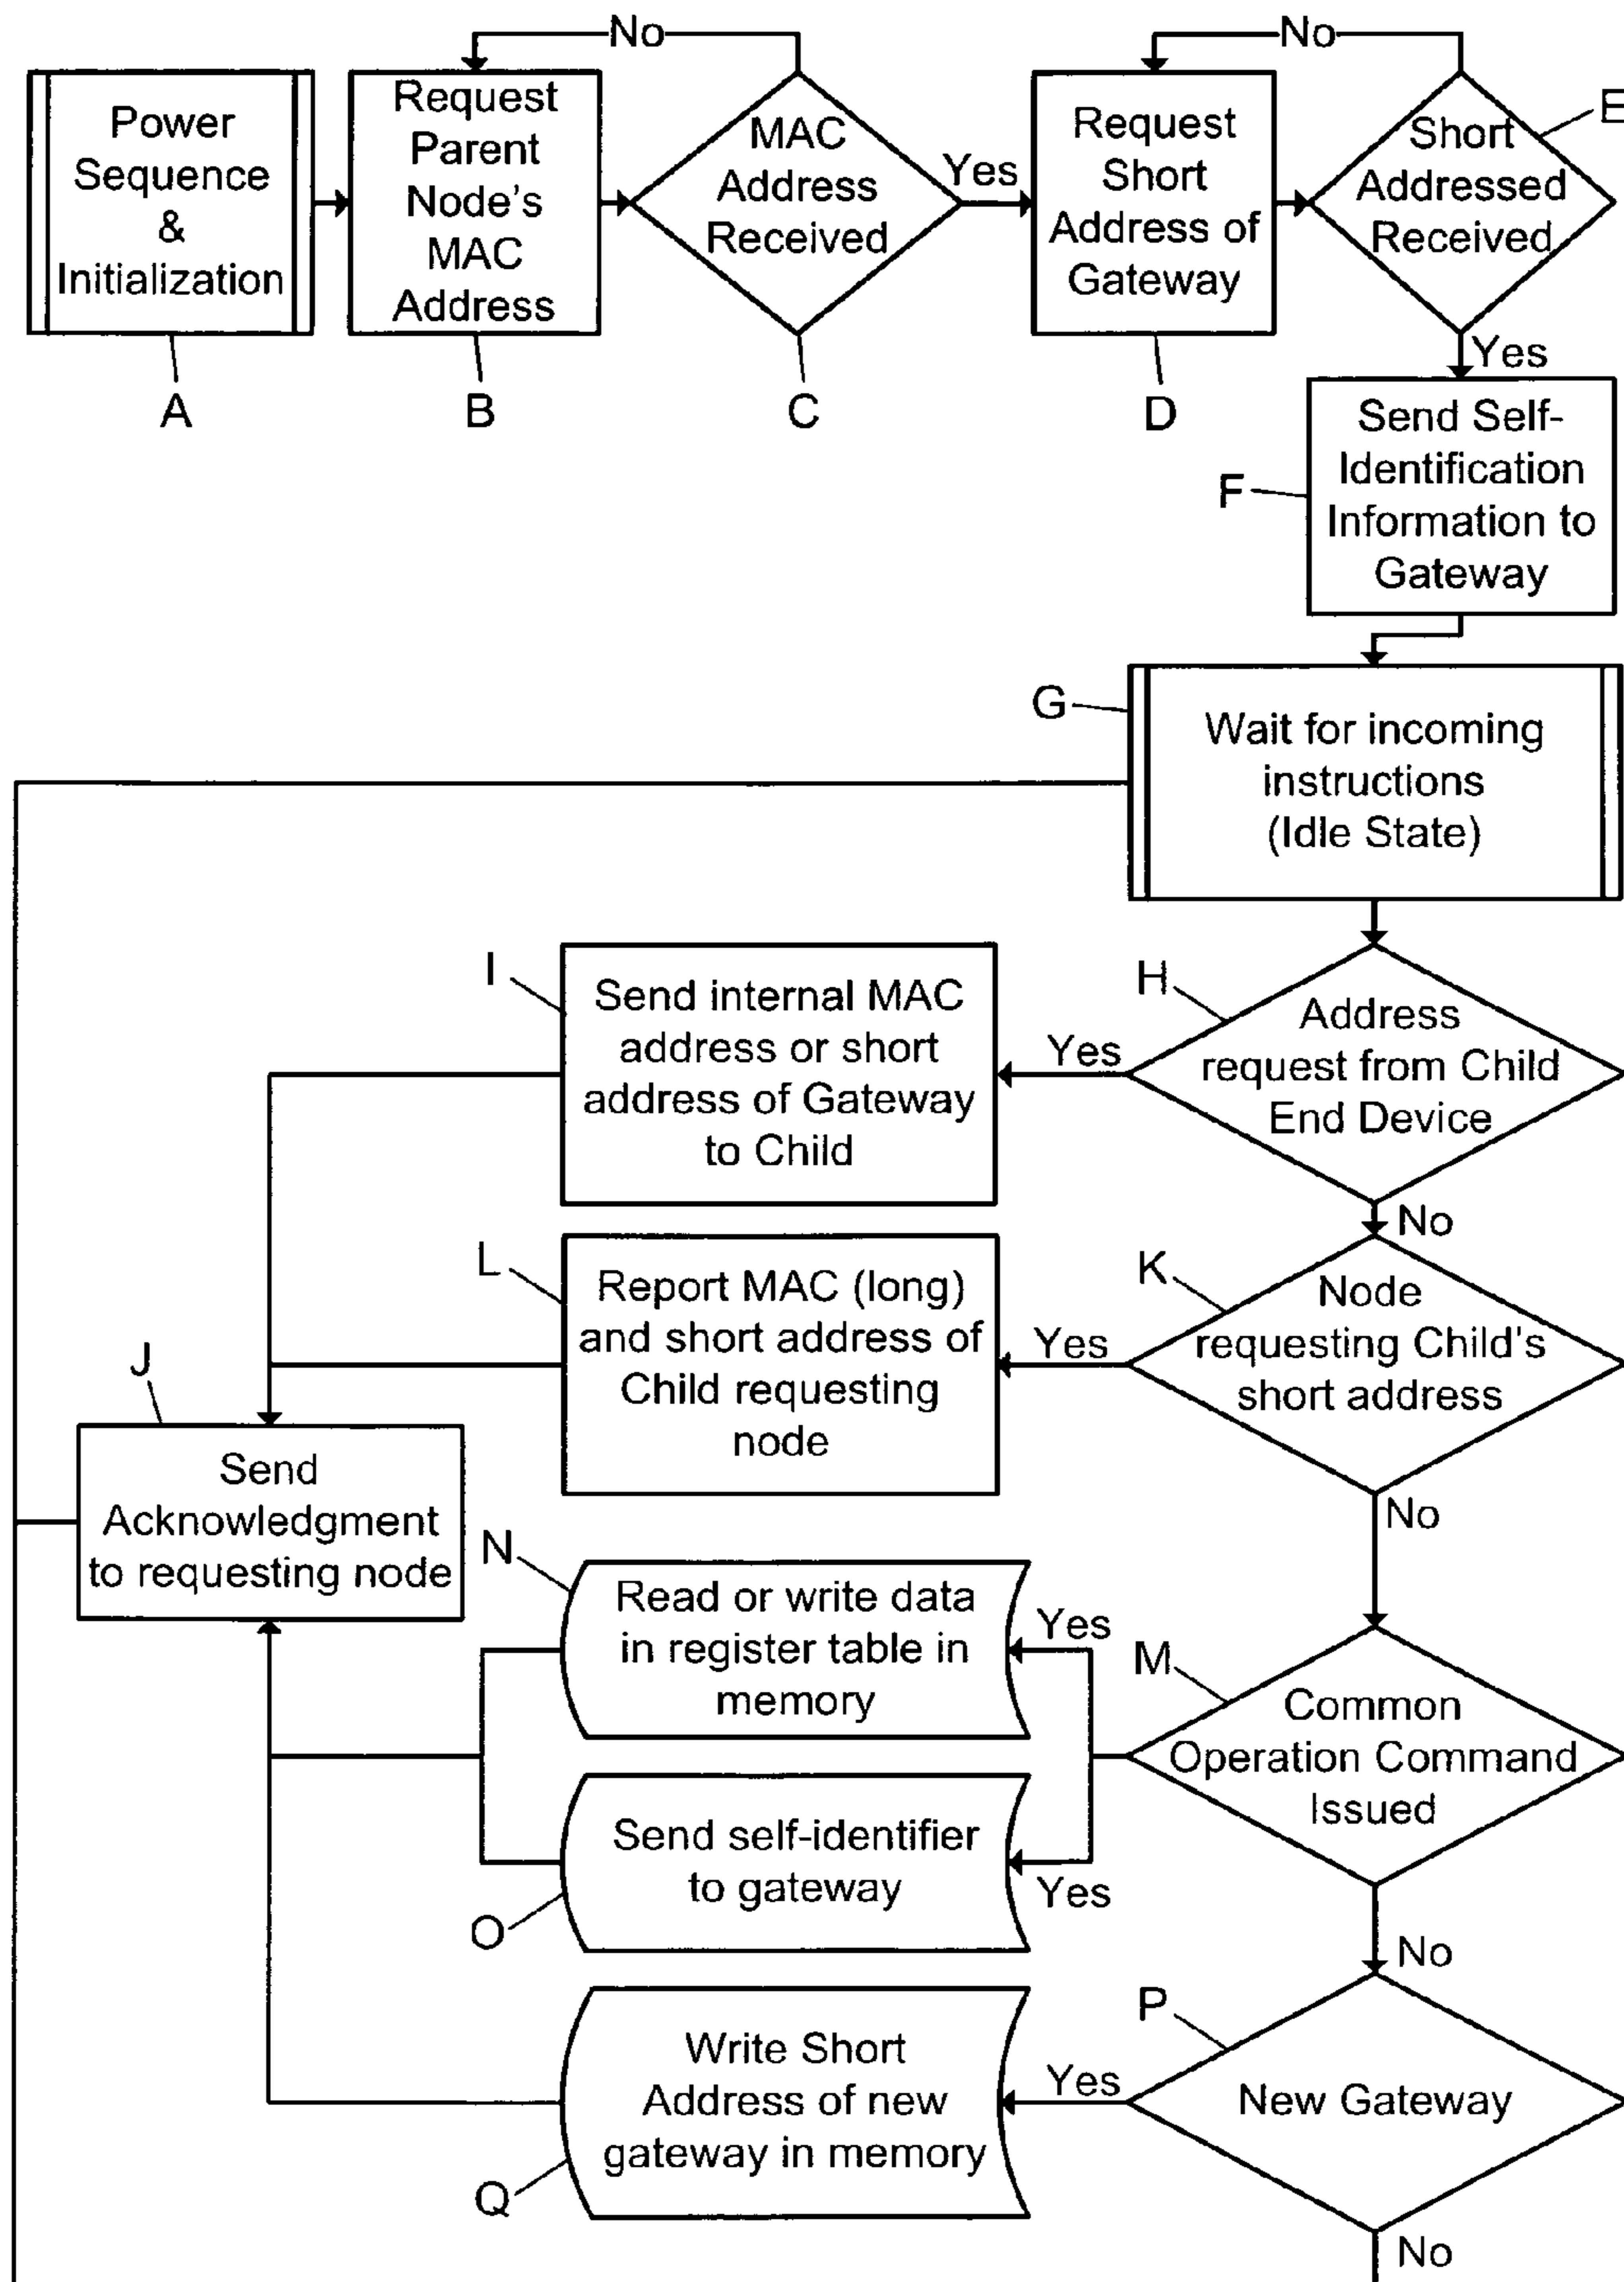 No
No
Power
Sequence
&
Initialization
Request
Parent
Node's
MAC
Address
MAC
Address
Received
Yes
Request
Short
Address of
Gateway
Short
Addressed
Received
E
Yes
A
B
C
D
Send Self-
Identification
Information to
Gateway
F
G
Wait for incoming
instructions
(Idle State)
I
Send internal MAC
address or short
address of Gateway
to Child
Yes
H
Address
request from Child
End Device
No
L
Report MAC (long)
and short address of
Child requesting
node
Yes
K
Node
requesting Child's
short address
No
J
Send
Acknowledgment
to requesting node
N
Read or write data
in register table in
memory
Yes
M
Common
Operation Command
Issued
Send self-identifier
to gateway
Yes
O
No
P
Write Short
Address of new
gateway in memory
Yes
New Gateway
Q
No